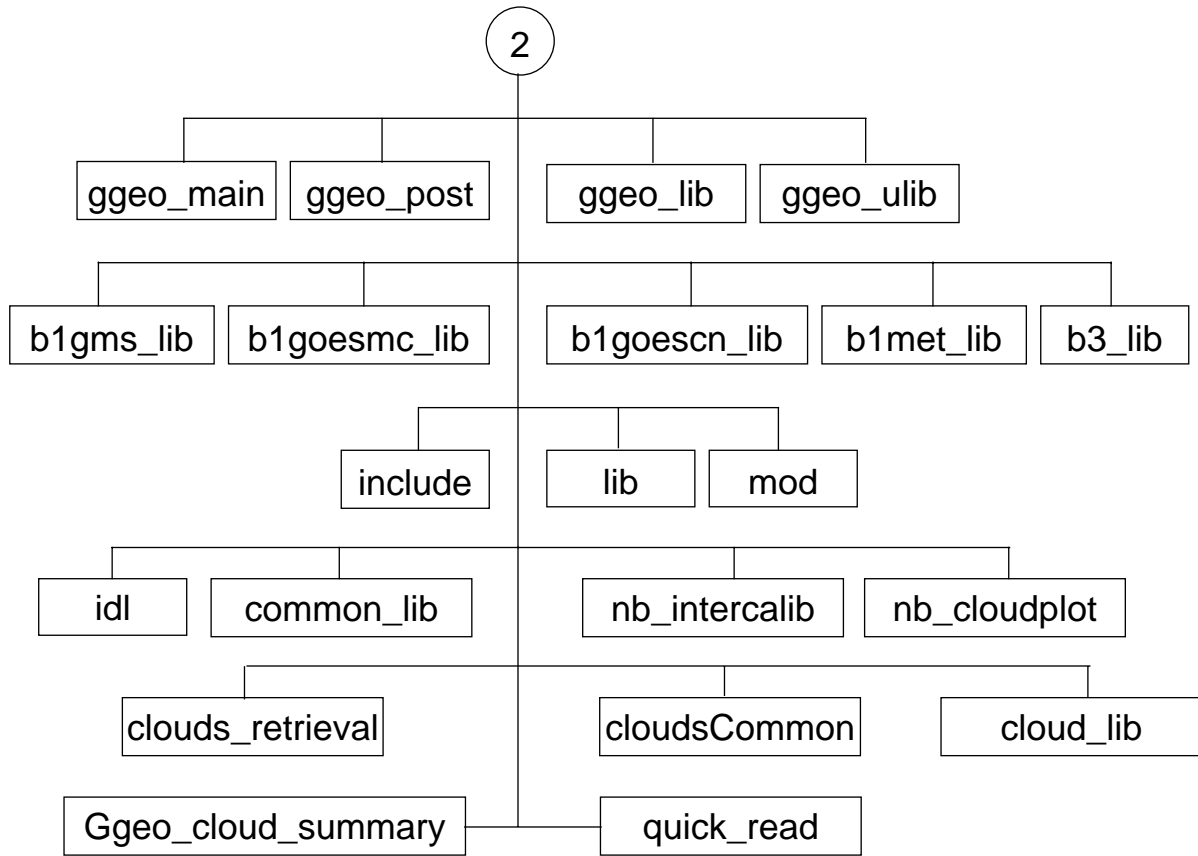 2
ggeo_main ggeo_post ggeo_lib ggeo_ulib
b1gms_lib b1goesmc_lib b1goescn_lib b1met_lib b3_lib
include lib mod
idl common_lib nb_intercalib nb_cloudplot
clouds_retrieval cloudsCommon cloud_lib
Ggeo_cloud_summary quick_read